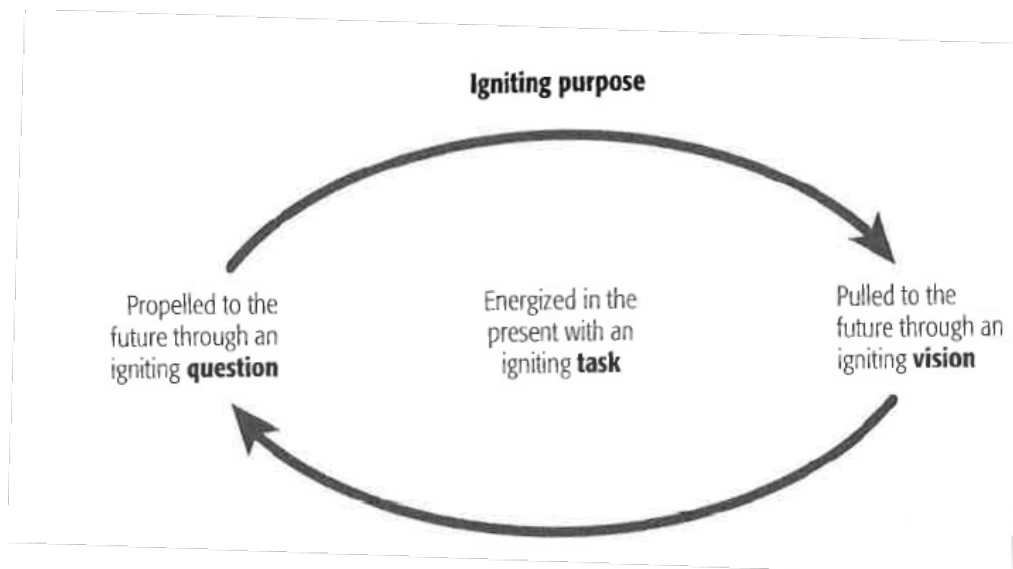 Igniting purpose
Propelled to the
future through an
igniting question
Energized in the
present with an
igniting task
Pulled to the
future through an
igniting vision